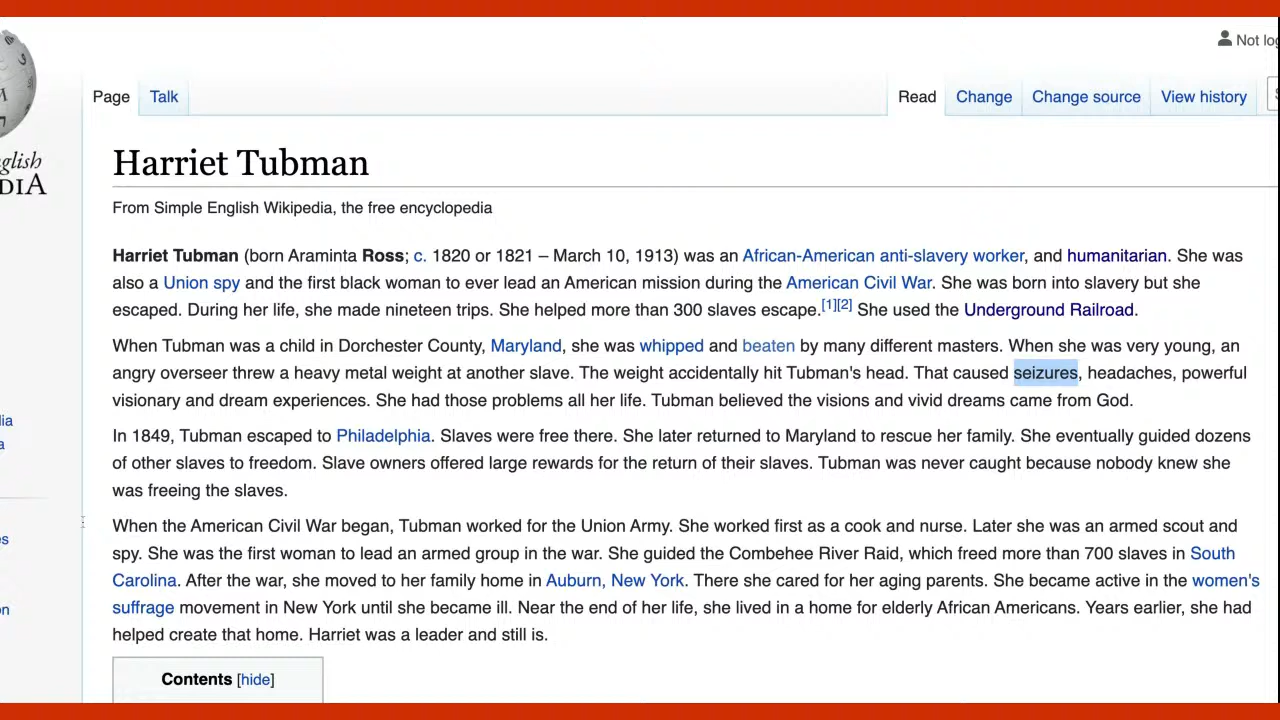 Not log
Page Talk Read Change Change source View history
glish
DIA
Harriet Tubman
From Simple English Wikipedia, the free encyclopedia
Harriet Tubman (born Araminta Ross; c. 1820 or 1821 – March 10, 1913) was an African-American anti-slavery worker, and humanitarian. She was
also a Union spy and the first black woman to ever lead an American mission during the American Civil War. She was born into slavery but she
escaped. During her life, she made nineteen trips. She helped more than 300 slaves escape.[1][2] She used the Underground Railroad.
When Tubman was a child in Dorchester County, Maryland, she was whipped and beaten by many different masters. When she was very young, an
angry overseer threw a heavy metal weight at another slave. The weight accidentally hit Tubman's head. That caused seizures, headaches, powerful
visionary and dream experiences. She had those problems all her life. Tubman believed the visions and vivid dreams came from God.
In 1849, Tubman escaped to Philadelphia. Slaves were free there. She later returned to Maryland to rescue her family. She eventually guided dozens
of other slaves to freedom. Slave owners offered large rewards for the return of their slaves. Tubman was never caught because nobody knew she
was freeing the slaves.
When the American Civil War began, Tubman worked for the Union Army. She worked first as a cook and nurse. Later she was an armed scout and
spy. She was the first woman to lead an armed group in the war. She guided the Combehee River Raid, which freed more than 700 slaves in South
Carolina. After the war, she moved to her family home in Auburn, New York. There she cared for her aging parents. She became active in the women's
suffrage movement in New York until she became ill. Near the end of her life, she lived in a home for elderly African Americans. Years earlier, she had
helped create that home. Harriet was a leader and still is.
Contents [hide]